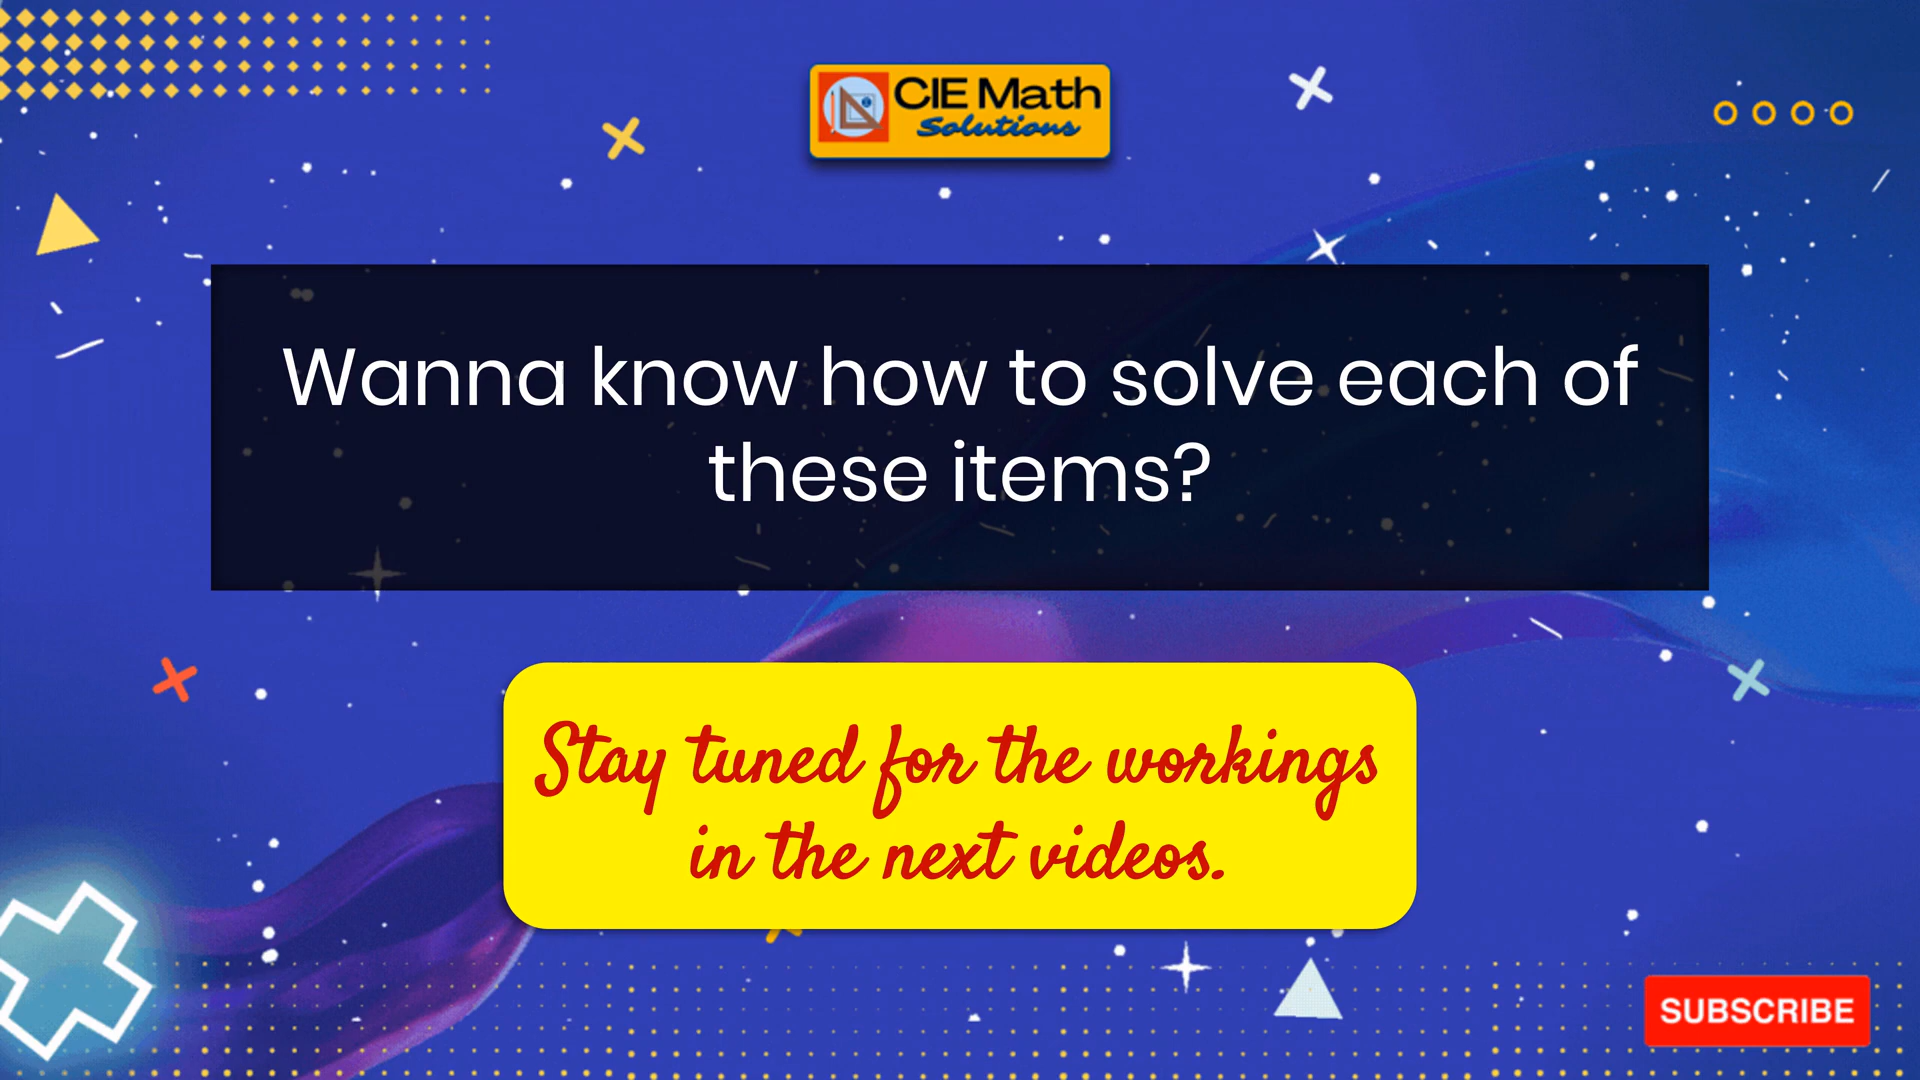 CIE Math
Solutions
Wanna know how to solve each of
these items?
Stay tuned for the workings
in the next videos.
SUBSCRIBE